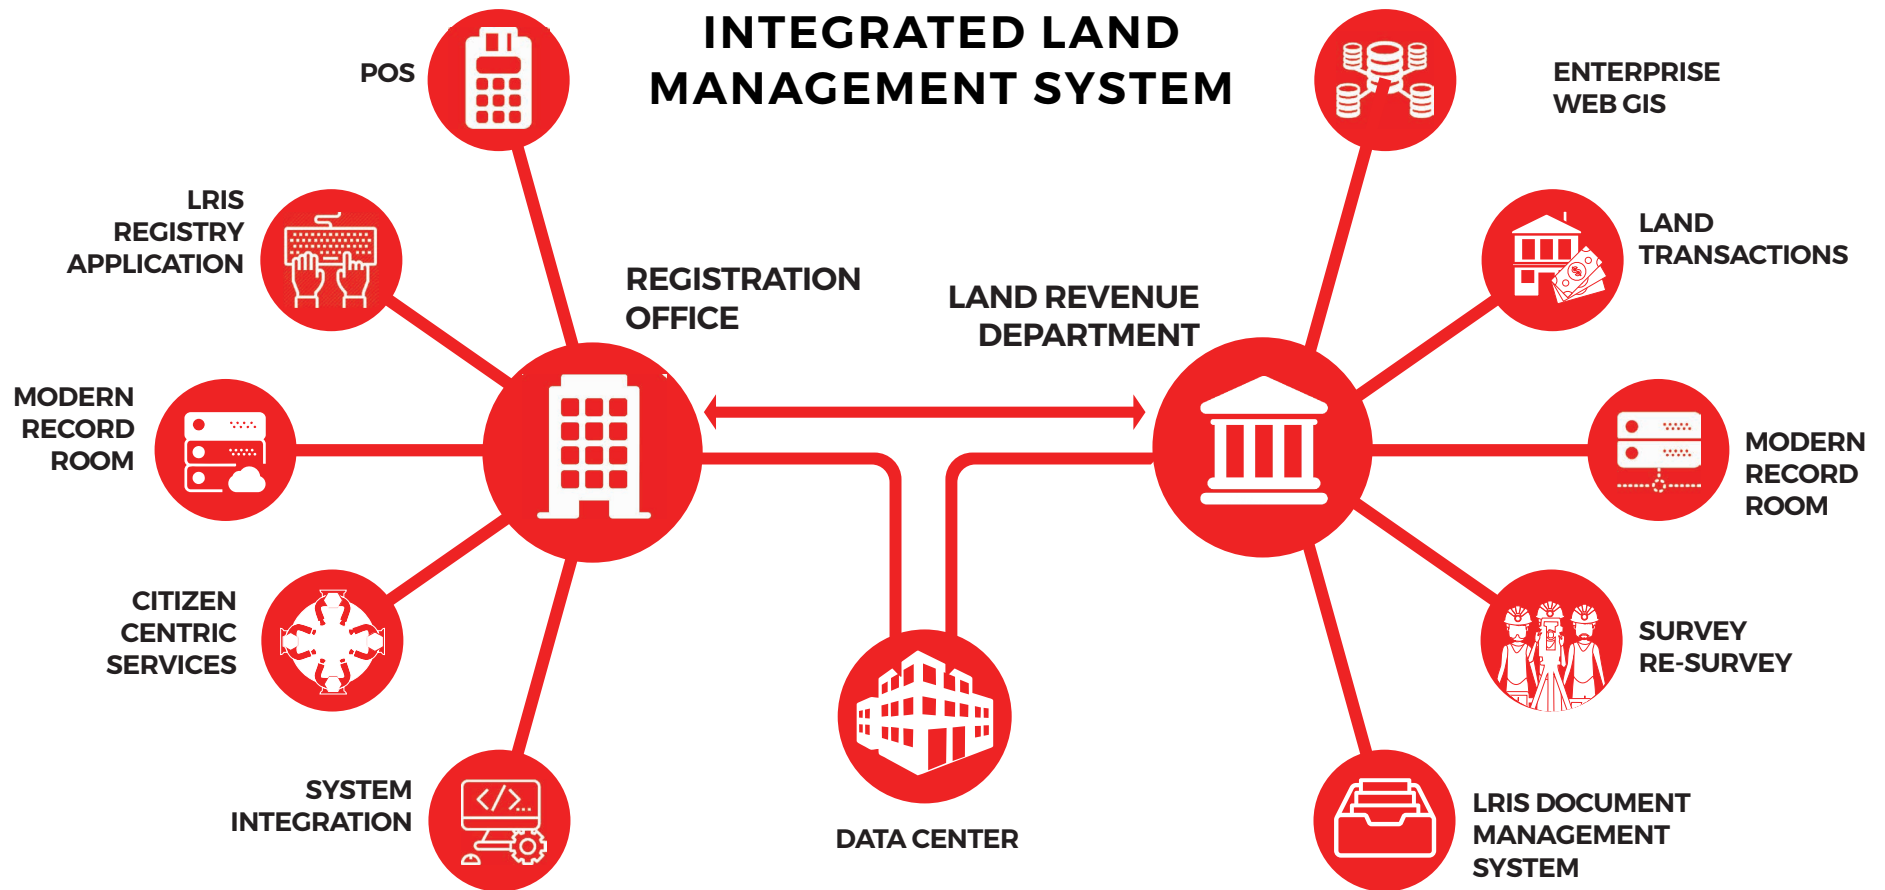 INTEGRATED LAND
MANAGEMENT SYSTEM
POS
LRIS
REGISTRY
APPLICATION
MODERN
RECORD
ROOM
CITIZEN
CENTRIC
SERVICES
SYSTEM
INTEGRATION
REGISTRATION
OFFICE
LAND REVENUE
DEPARTMENT
DATA CENTER
ENTERPRISE
WEB GIS
LAND
TRANSACTIONS
MODERN
RECORD
ROOM
SURVEY
RE-SURVEY
LRIS DOCUMENT
MANAGEMENT
SYSTEM